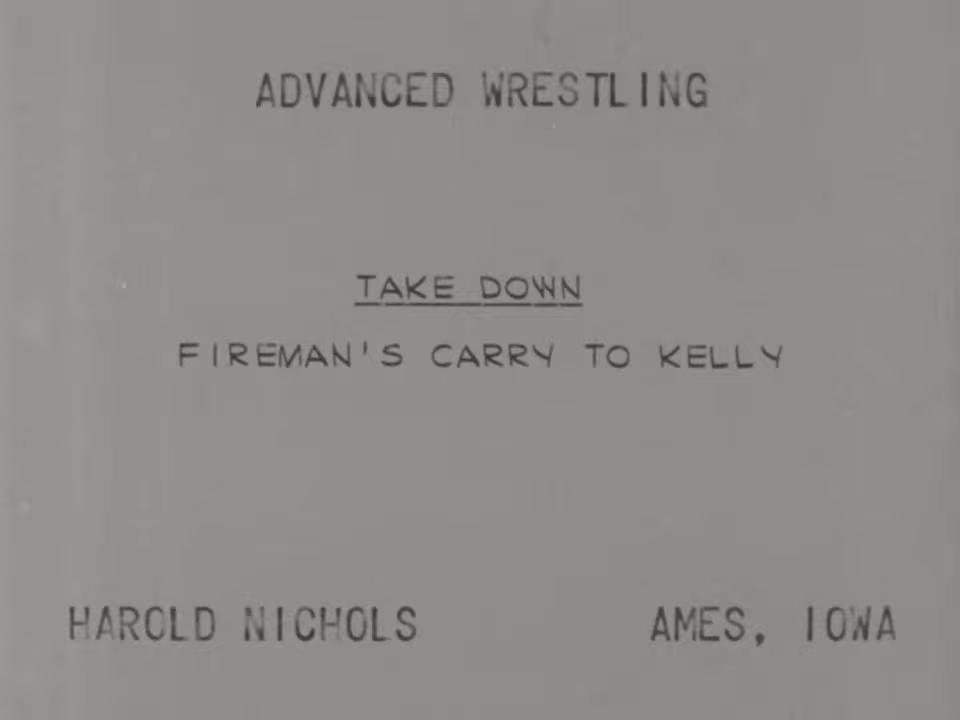 ADVANCED WRESTLING
TAKE DOWN
FIREMAN'S CARRY TO KELLY
HAROLD NICHOLS AMES, IOWA